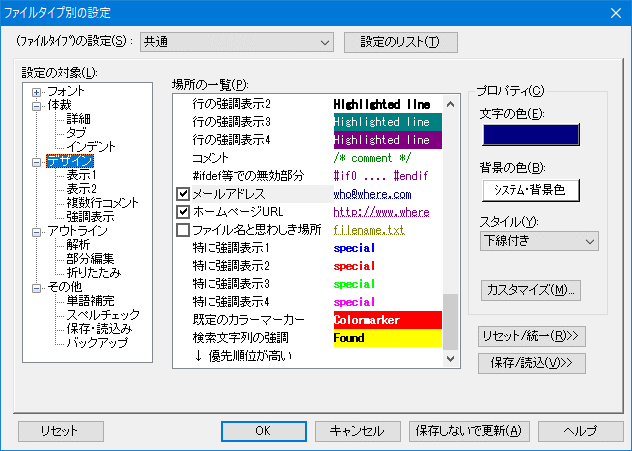 ファイルタイプ別の設定
(ファイルタイプ)の設定(S)： 共通 設定のリスト(T)
設定の対象(L):
フォント
体裁
詳細
タブ
インデント
デザイン
表示1
表示2
複数行コメント
強調表示
アウトライン
解析
部分編集
折りたたみ
その他
単語補完
スペルチェック
保存・読込み
バックアップ
場所の一覧(P):
行の強調表示2 Highlighted line
行の強調表示3 Highlighted line
行の強調表示4 Highlighted line
コメント /* comment */
#ifdef等での無効部分 #if0 .... #endif
メールアドレス who@where.com
ホームページURL http://www.where
ファイル名と思わしき場所 filename.txt
特に強調表示1 special
特に強調表示2 special
特に強調表示3 special
特に強調表示4 special
既定のカラーマーカー Colormarker
検索文字列の強調 Found
↓ 優先順位が高い
プロパティ(C)
文字の色(E):
背景の色(B):
システム・背景色
スタイル(Y):
下線付き
カスタマイズ(M)...
リセット/統一(R)>>
保存/読込(V)>>
リセット OK キャンセル 保存しないで更新(A) ヘルプ